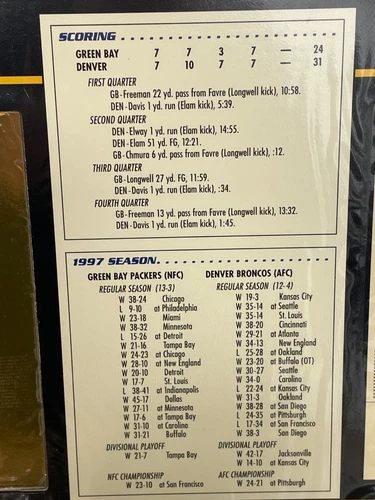 SCORING
GREEN BAY 7 7 3 7 — 24
DENVER 7 10 7 7 — 31
FIRST QUARTER
GB-Freeman 22 yd. pass from Favre (Longwell kick), 10:58.
DEN-Davis 1 yd. run (Elam kick), 5:39.
SECOND QUARTER
DEN-Elway 1 yd. run (Elam kick), 14:55.
DEN-Elam 51 yd. FG, 12:21.
GB-Chmura 6 yd. pass from Favre (Longwell kick), :12.
THIRD QUARTER
GB-Longwell 27 yd. FG, 11:59.
DEN-Davis 1 yd. run (Elam kick), :34.
FOURTH QUARTER
GB-Freeman 13 yd. pass from Favre (Longwell kick), 13:32.
DEN-Davis 1 yd. run (Elam kick), 1:45.
1997 SEASON
GREEN BAY PACKERS (NFC)
REGULAR SEASON (13-3)
W 38-24 Chicago
L 9-10 at Philadelphia
W 23-18 Miami
W 38-32 Minnesota
L 15-26 at Detroit
W 21-16 Tampa Bay
W 24-23 at Chicago
W 28-10 at New England
W 20-10 Detroit
W 17-7 St. Louis
L 38-41 at Indianapolis
W 45-17 Dallas
W 27-11 at Minnesota
W 17-6 at Tampa Bay
W 31-10 at Carolina
W 31-21 Buffalo
DIVISIONAL PLAYOFF
W 21-7 Tampa Bay
NFC CHAMPIONSHIP
W 23-10 at San Francisco
DENVER BRONCOS (AFC)
REGULAR SEASON (12-4)
W 19-3 Kansas City
W 35-14 at Seattle
W 35-14 St. Louis
W 38-20 Cincinnati
W 29-21 at Atlanta
W 34-13 New England
L 25-28 at Oakland
W 23-20 at Buffalo (OT)
W 30-27 Seattle
W 34-0 Carolina
L 22-24 at Kansas City
W 31-3 Oakland
W 38-28 at San Diego
L 24-35 at Pittsburgh
L 17-34 at San Francisco
W 38-3 San Diego
DIVISIONAL PLAYOFF
W 42-17 Jacksonville
W 14-10 at Kansas City
AFC CHAMPIONSHIP
W 24-21 at Pittsburgh